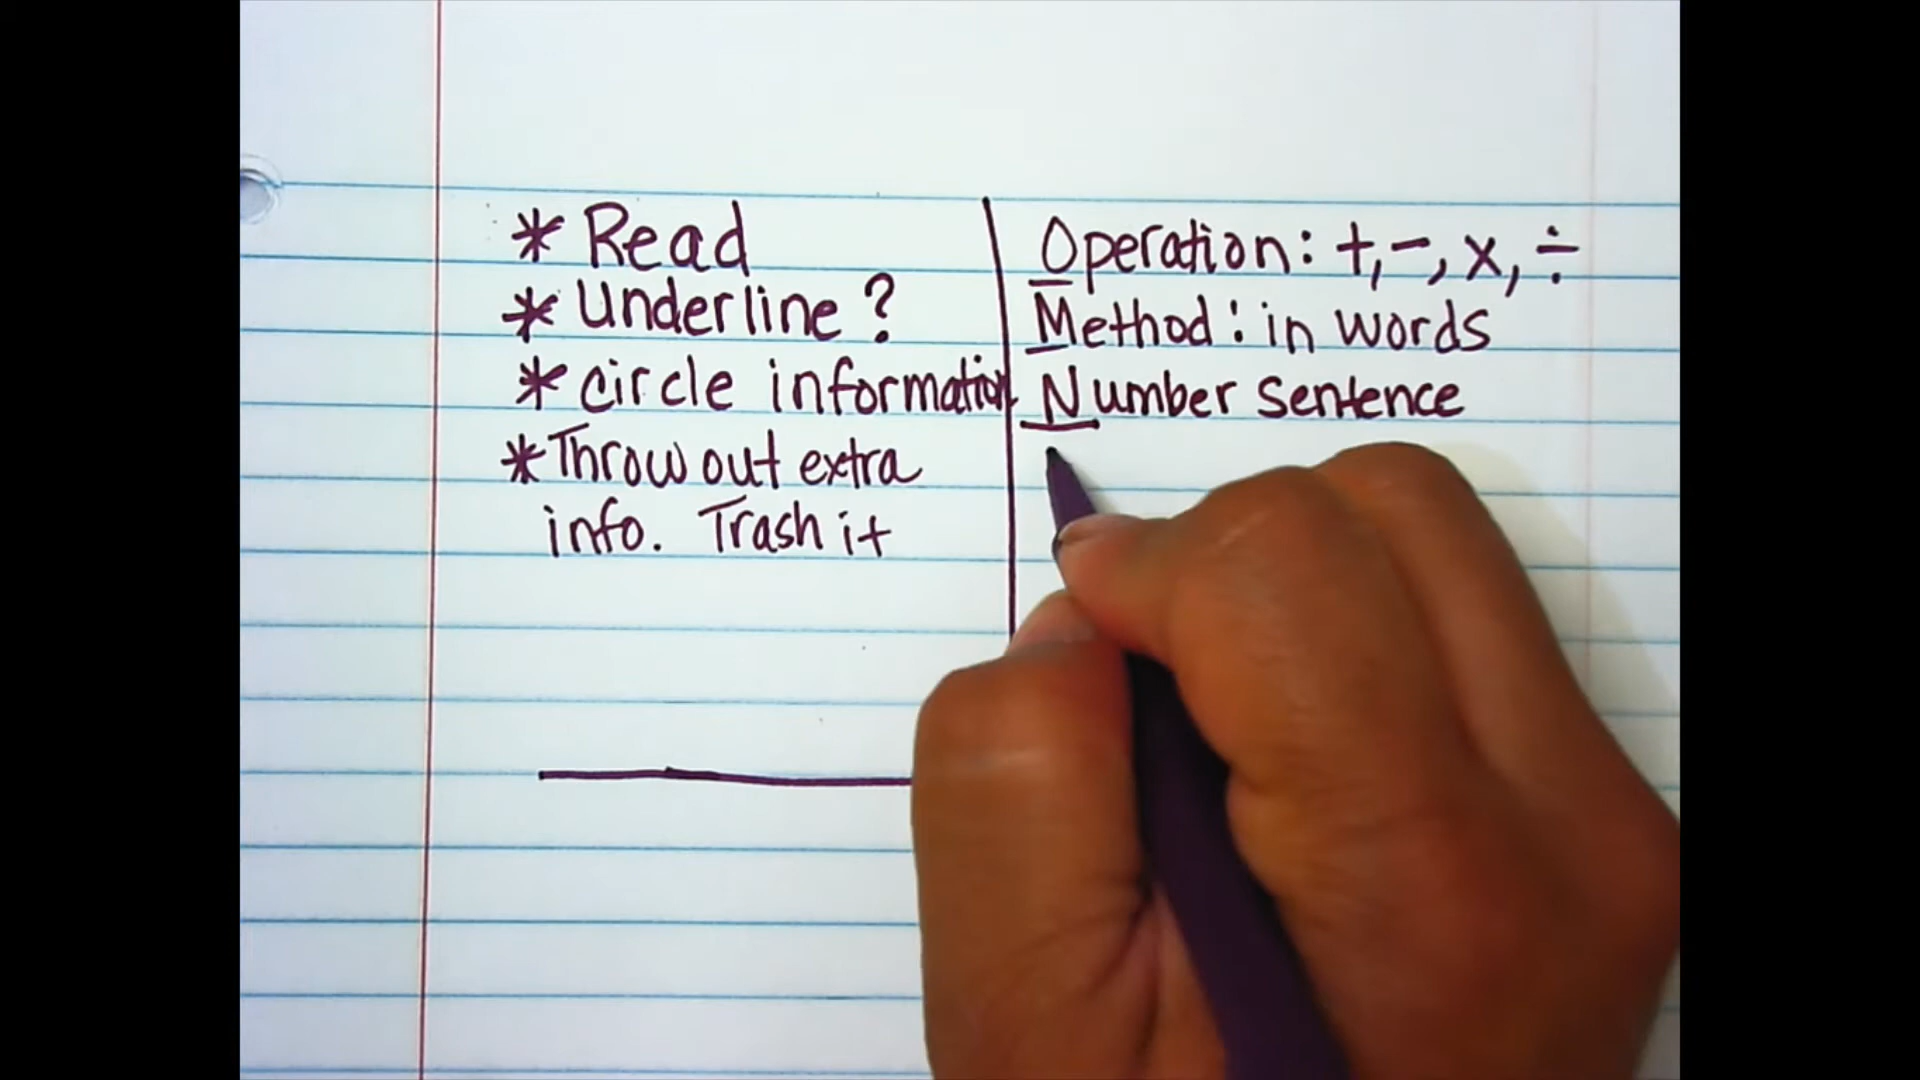 * Read
* Underline ?
* circle information
* Throw out extra
info. Trash it
Operation: +, -, x, ÷
Method: in words
Number sentence